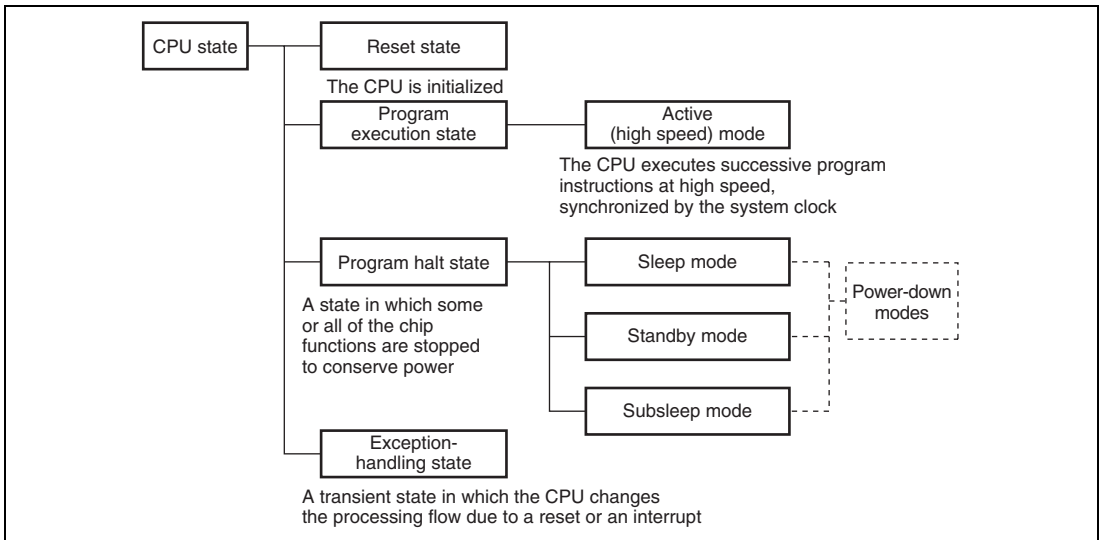 CPU state
Reset state
The CPU is initialized
Program
execution state
Active
(high speed) mode
The CPU executes successive program
instructions at high speed,
synchronized by the system clock
Program halt state
A state in which some
or all of the chip
functions are stopped
to conserve power
Sleep mode
Standby mode
Subsleep mode
Power-down
modes
Exception-
handling state
A transient state in which the CPU changes
the processing flow due to a reset or an interrupt